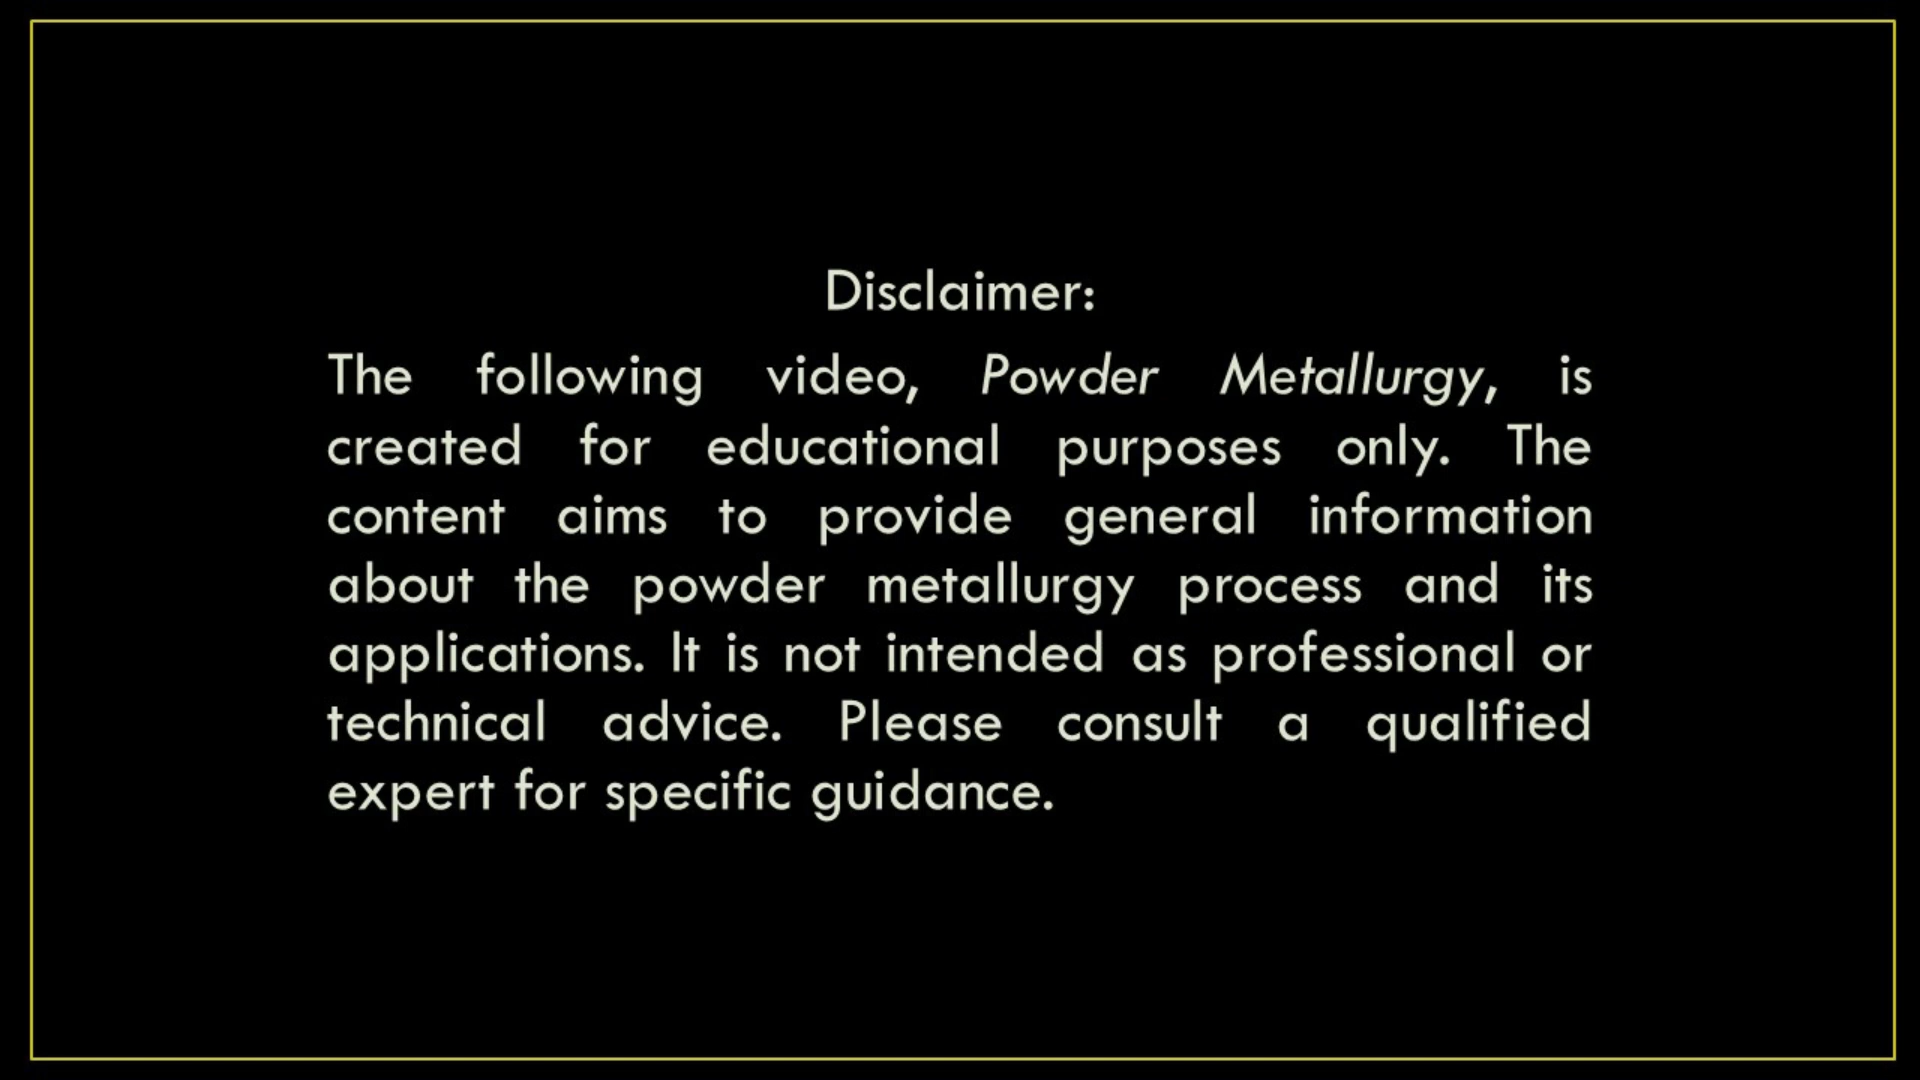 Disclaimer:
The following video, Powder Metallurgy, is
created for educational purposes only. The
content aims to provide general information
about the powder metallurgy process and its
applications. It is not intended as professional or
technical advice. Please consult a qualified
expert for specific guidance.